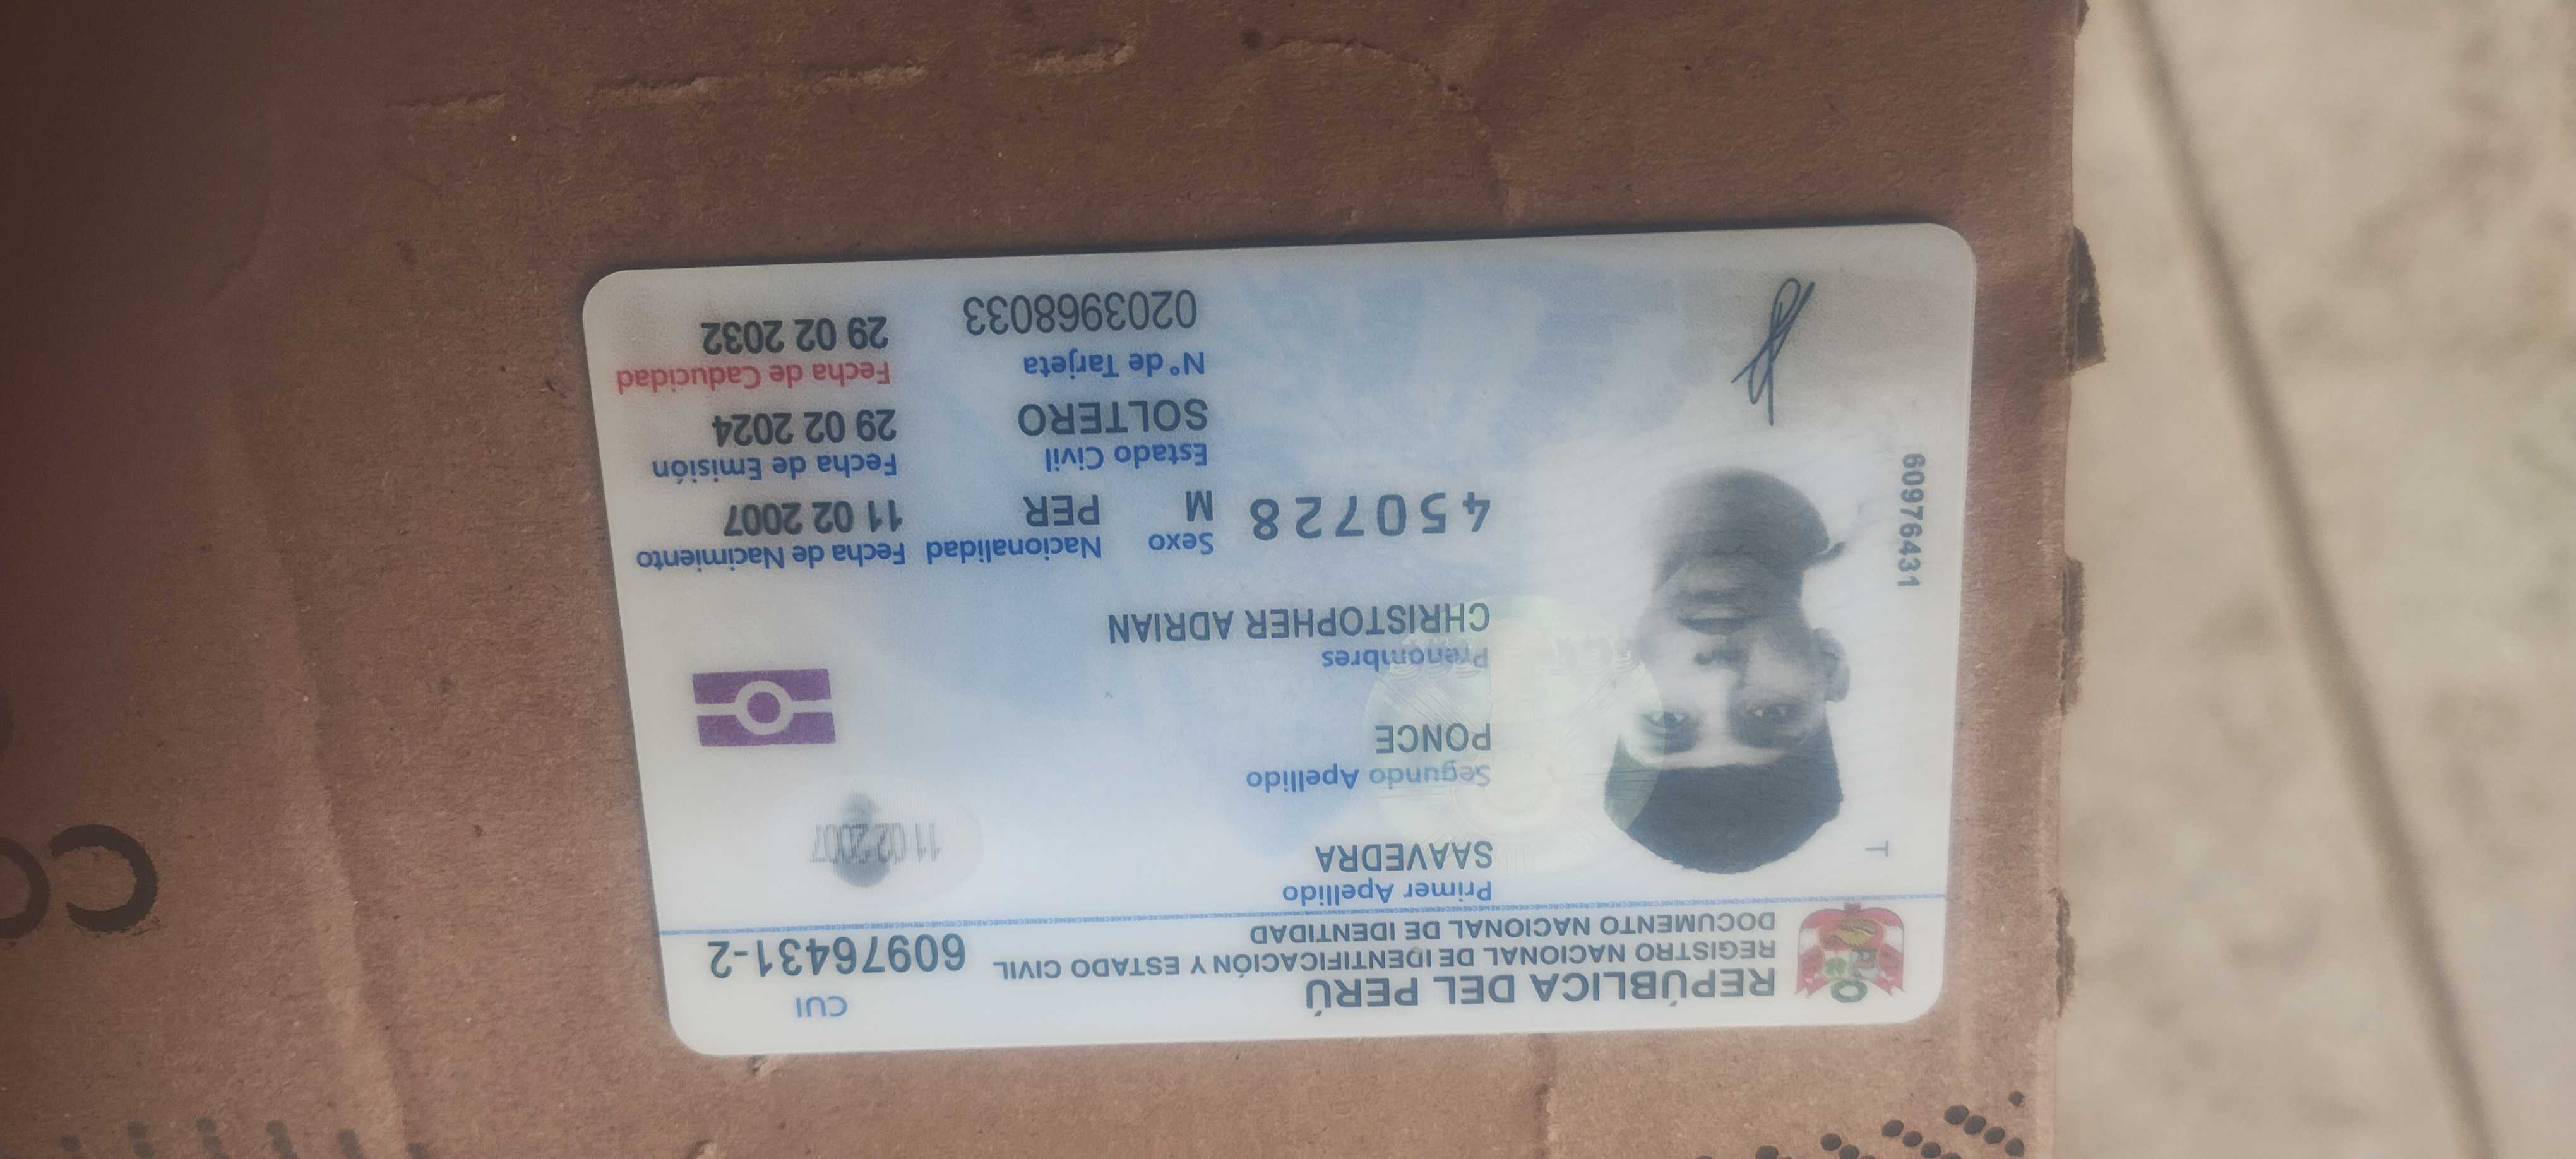 REPÚBLICA DEL PERÚ
REGISTRO NACIONAL DE IDENTIFICACIÓN Y ESTADO CIVIL
DOCUMENTO NACIONAL DE IDENTIDAD
CUI
60976431-2
Primer Apellido
SAAVEDRA
Segundo Apellido
PONCE
Prenombres
CHRISTOPHER ADRIAN
11 02 2007
T
60976431
450728
Sexo Nacionalidad Fecha de Nacimiento
M PER 11 02 2007
Estado Civil Fecha de Emisión
SOLTERO 29 02 2024
N° de Tarjeta Fecha de Caducidad
0203968033 29 02 2032